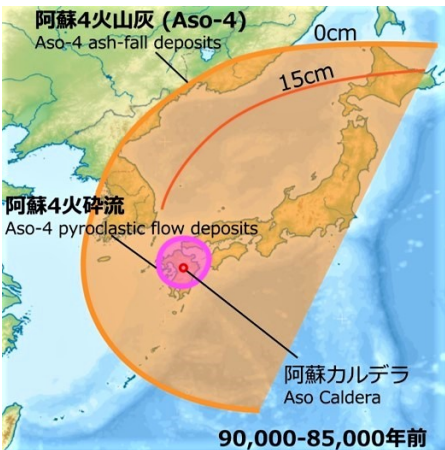 阿蘇4火山灰 (Aso-4)
Aso-4 ash-fall deposits
0cm
15cm
阿蘇4火砕流
Aso-4 pyroclastic flow deposits
阿蘇カルデラ
Aso Caldera
90,000-85,000年前